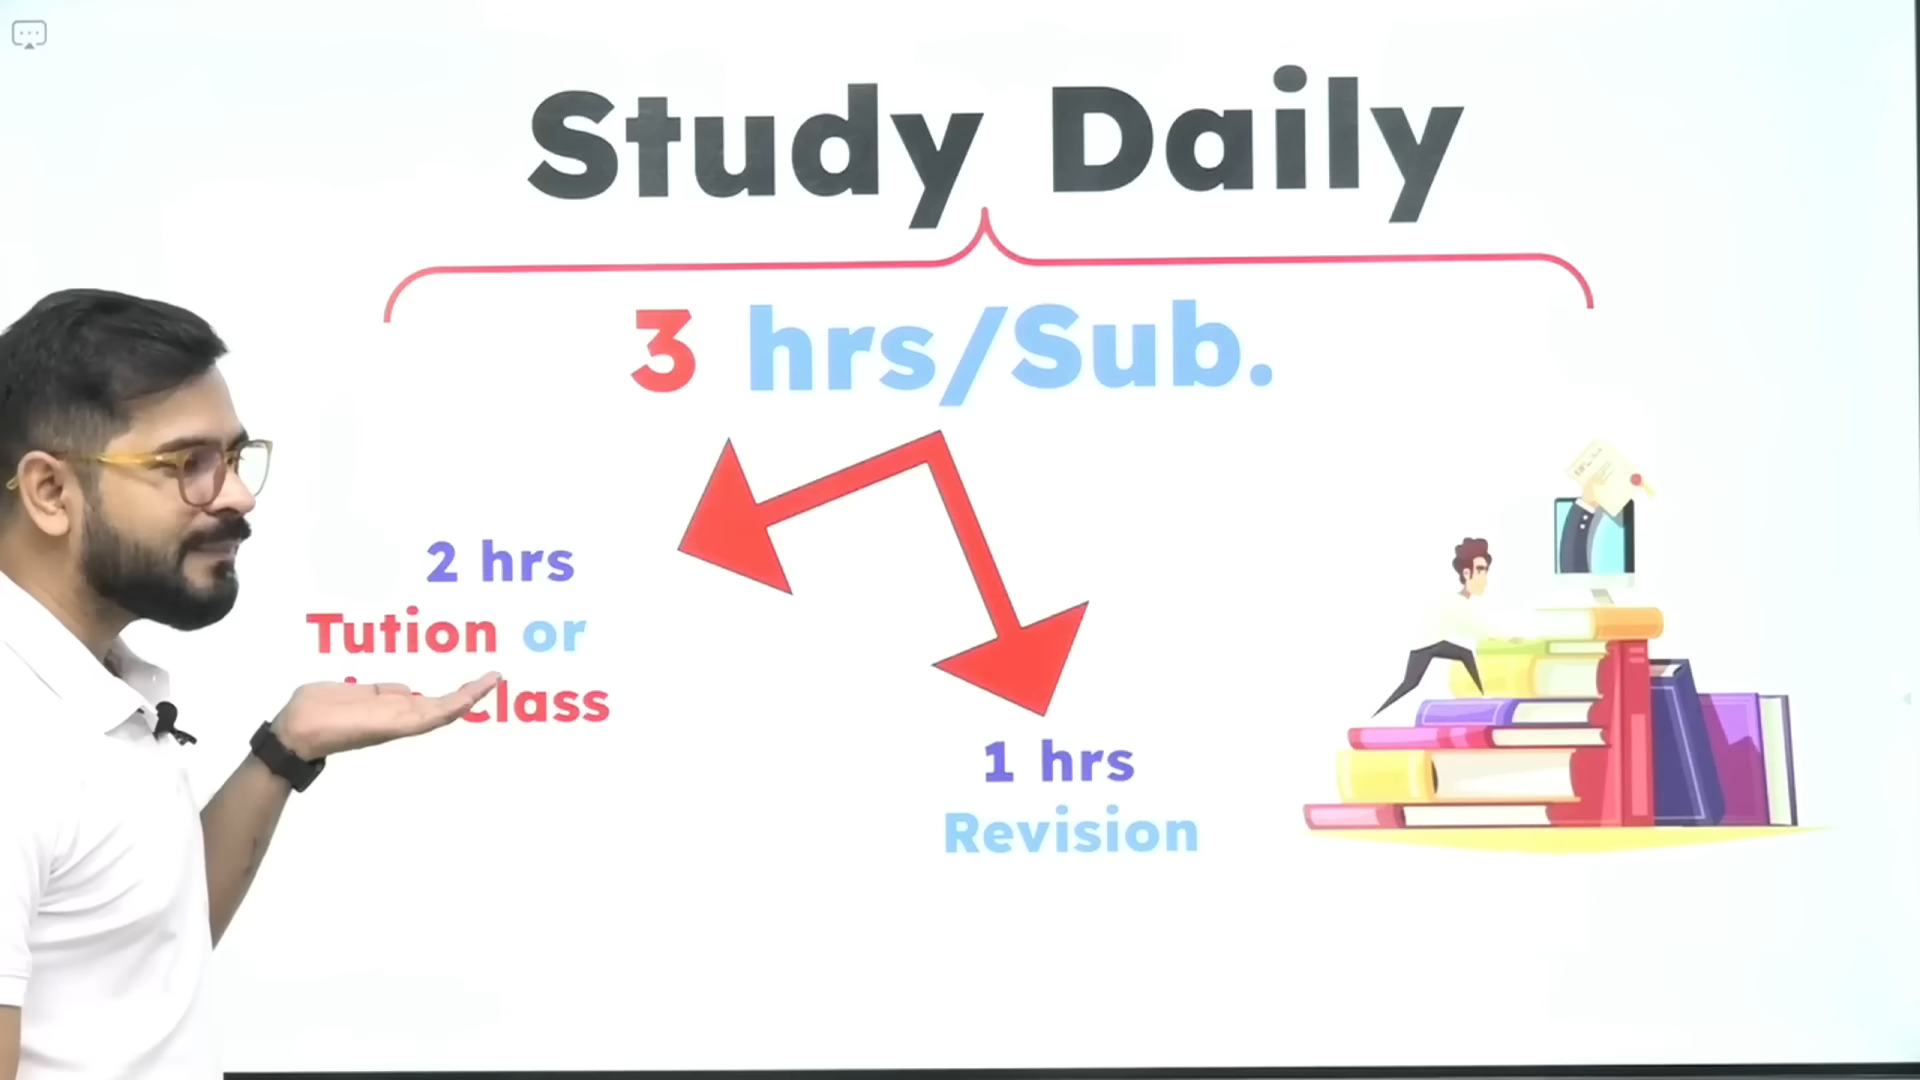 Study Daily
3 hrs/Sub.
2 hrs
Tution or
Class
1 hrs
Revision